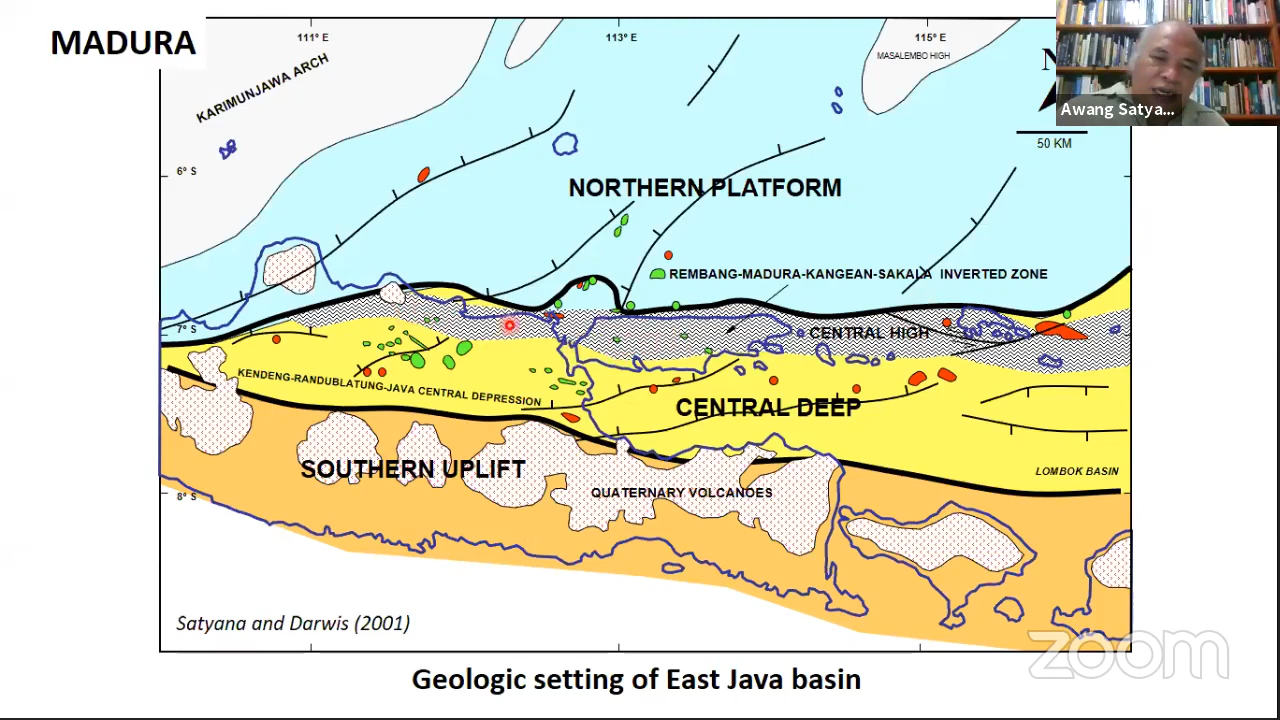 MADURA
111° E
113° E
115° E
MASALEMBO HIGH
N
KARIMUNJAWA ARCH
Awang Satya...
50 KM
6° S
NORTHERN PLATFORM
REMBANG-MADURA-KANGEAN-SAKALA INVERTED ZONE
7° S
CENTRAL HIGH
KENDENG-RANDUBLATUNG-JAVA CENTRAL DEPRESSION
CENTRAL DEEP
SOUTHERN UPLIFT
LOMBOK BASIN
QUATERNARY VOLCANOES
8° S
Satyana and Darwis (2001)
zoom
Geologic setting of East Java basin